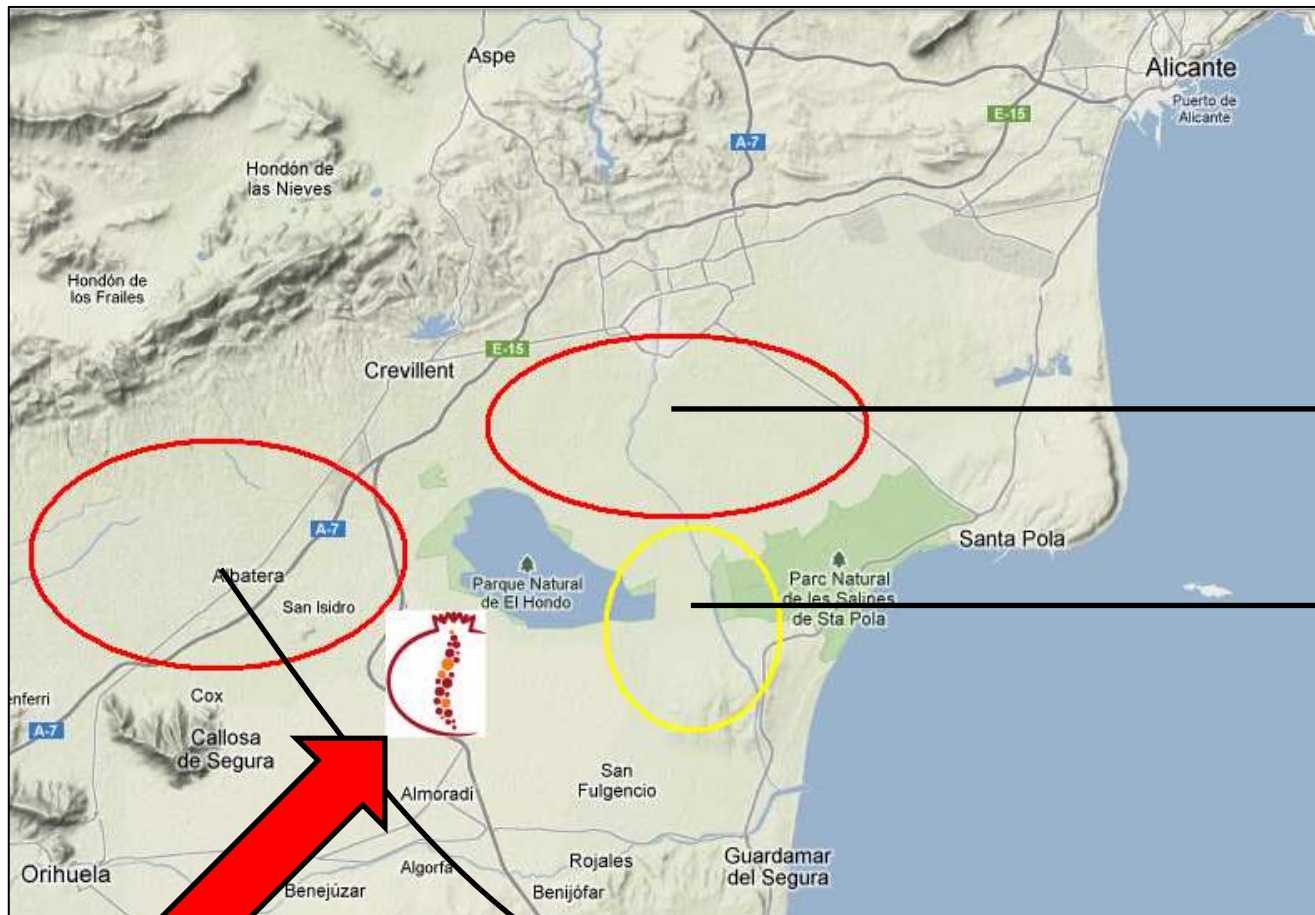 Aspe
Alicante
Puerto de
Alicante
E-15
A-7
Hondón de
las Nieves
Hondón de
los Frailes
E-15
Crevillent
A-7
Santa Pola
Albatera
San Isidro
Parque Natural
de El Hondo
Parc Natural
de les Salines
de Sta Pola
enferri
Cox
A-7
Callosa
de Segura
San
Fulgencio
Almoradí
Orihuela
Algorfa
Rojales
Guardamar
del Segura
Benejúzar
Benijófar